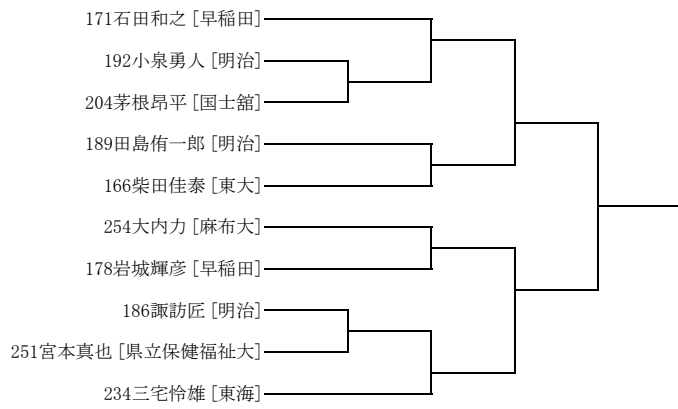 171石田和之 [早稲田]
192小泉勇人 [明治]
204茅根昂平 [国士舘]
189田島侑一郎 [明治]
166柴田佳泰 [東大]
254大内力 [麻布大]
178岩城輝彦 [早稲田]
186諏訪匠 [明治]
251宮本真也 [県立保健福祉大]
234三宅怜雄 [東海]